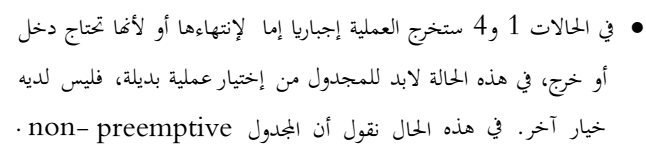 • في الحالات 1 و4 ستخرج العملية إجباريا إما لإنتهاءها أو لأنها تحتاج دخل
أو خرج، في هذه الحالة لابد للمجدول من إختيار عملية بديلة، فليس لديه
خيار آخر. في هذه الحال نقول أن المجدول non- preemptive.